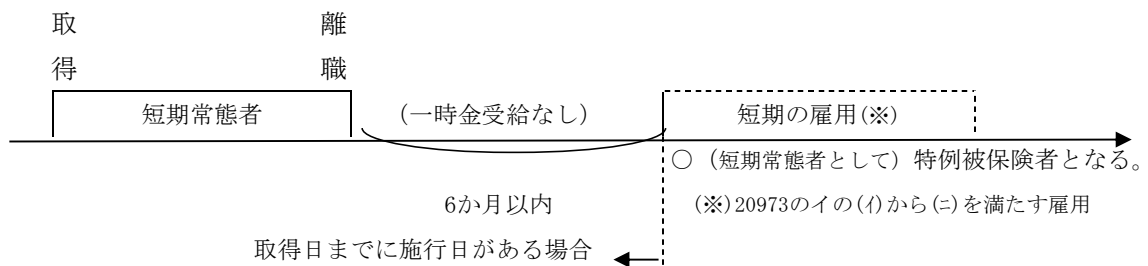 取得
離職
短期常態者
(一時金受給なし)
短期の雇用(※)
○ (短期常態者として) 特例被保険者となる。
6か月以内
(※)20973のイの(ｲ)から(ﾆ)を満たす雇用
取得日までに施行日がある場合